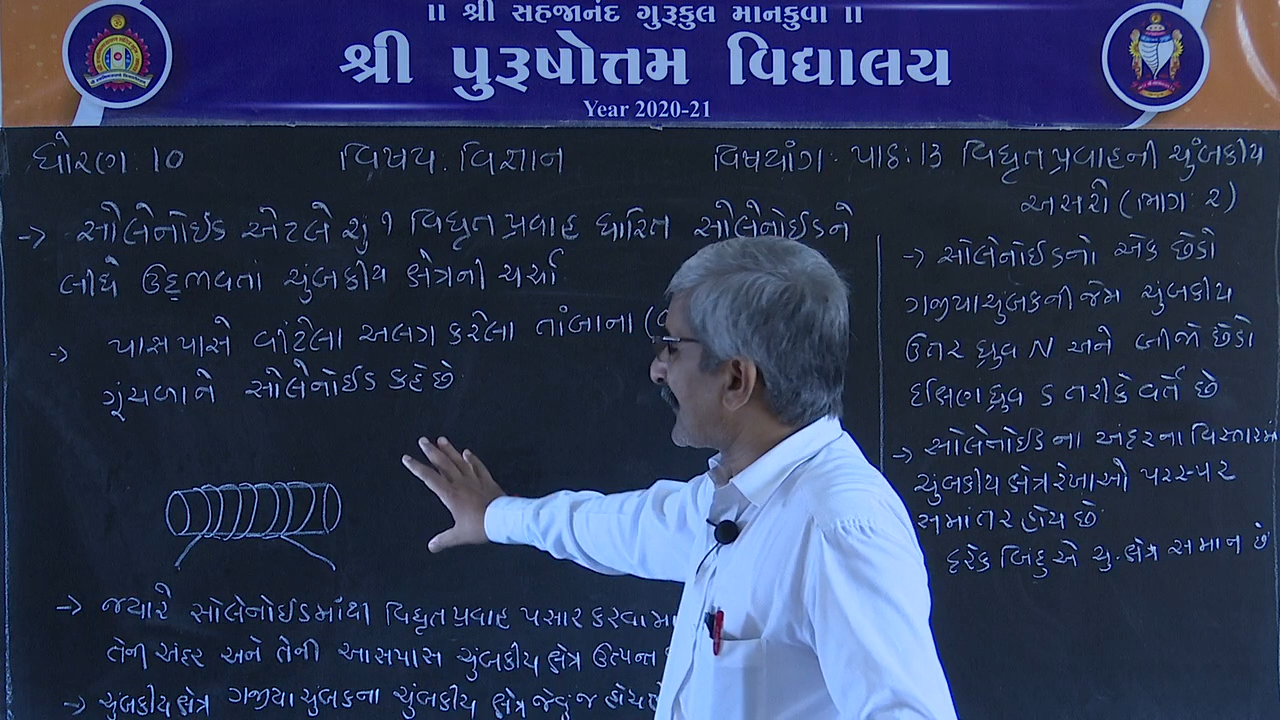 ॥ શ્રી સહજાનંદ ગુરૂકુલ માનકુવા ॥
શ્રી પુરૂષોત્તમ વિદ્યાલય
Year 2020-21
ધોરણ 10 વિષય: વિજ્ઞાન વિષયાંગ: પાઠ: 13 વિદ્યુતપ્રવાહની ચુંબકીય
અસરો (ભાગ: 2)
-> સોલેનોઈડ એટલે શું ? વિદ્યુતપ્રવાહ ધારિત સોલેનોઈડને
લીધે ઉદ્ભવતાં ચુંબકીય ક્ષેત્રની ચર્ચા
-> પાસપાસે વીંટેલા અલગ કરેલા તાંબાના
ગૂંચળાને સોલેનોઈડ કહે છે
-> જ્યારે સોલેનોઈડમાંથી વિદ્યુતપ્રવાહ પસાર કરવામા
તેની અંદર અને તેની આસપાસ ચુંબકીય ક્ષેત્ર ઉત્પન્ન
-> ચુંબકીય ક્ષેત્ર ગજીયા ચુંબકના ચુંબકીય ક્ષેત્ર જેવું જ હોય છે
-> સોલેનોઈડનો એક છેડો
ગજીયાચુંબકની જેમ ચુંબકીય
ઉતર ધ્રુવ N અને બીજો છેડો
દક્ષિણ ધ્રુવ S તરીકે વર્તે છે
-> સોલેનોઈડના અંદરના વિસ્તારમાં
ચુંબકીય ક્ષેત્રરેખાઓ પરસ્પર
સમાંતર હોય છે
દરેક બિંદુએ ચુ. ક્ષેત્ર સમાન છે